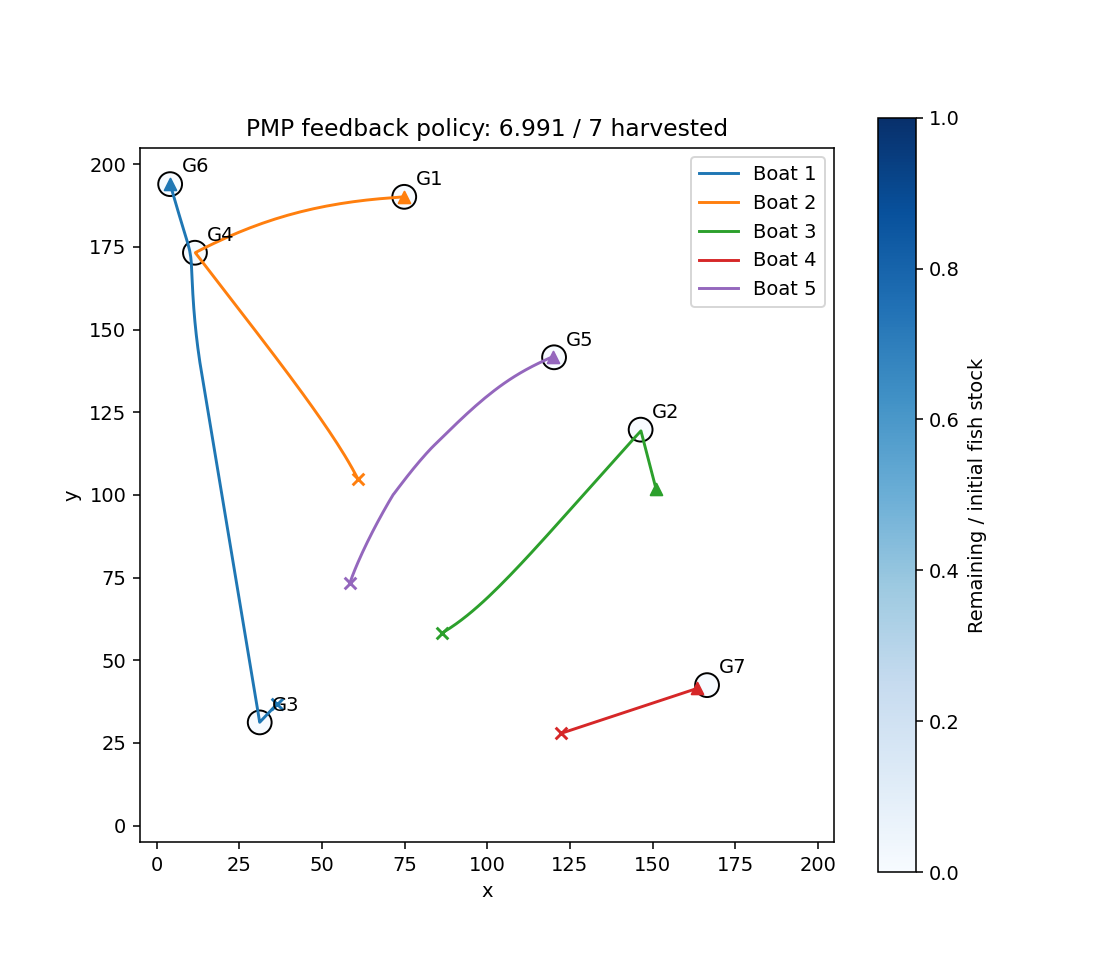 PMP feedback policy: 6.991 / 7 harvested
G6
G1
G4
G5
G2
G7
G3
Boat 1
Boat 2
Boat 3
Boat 4
Boat 5
200
175
150
125
100
75
50
25
0
y
0
25
50
75
100
125
150
175
200
x
1.0
0.8
0.6
0.4
0.2
0.0
Remaining / initial fish stock